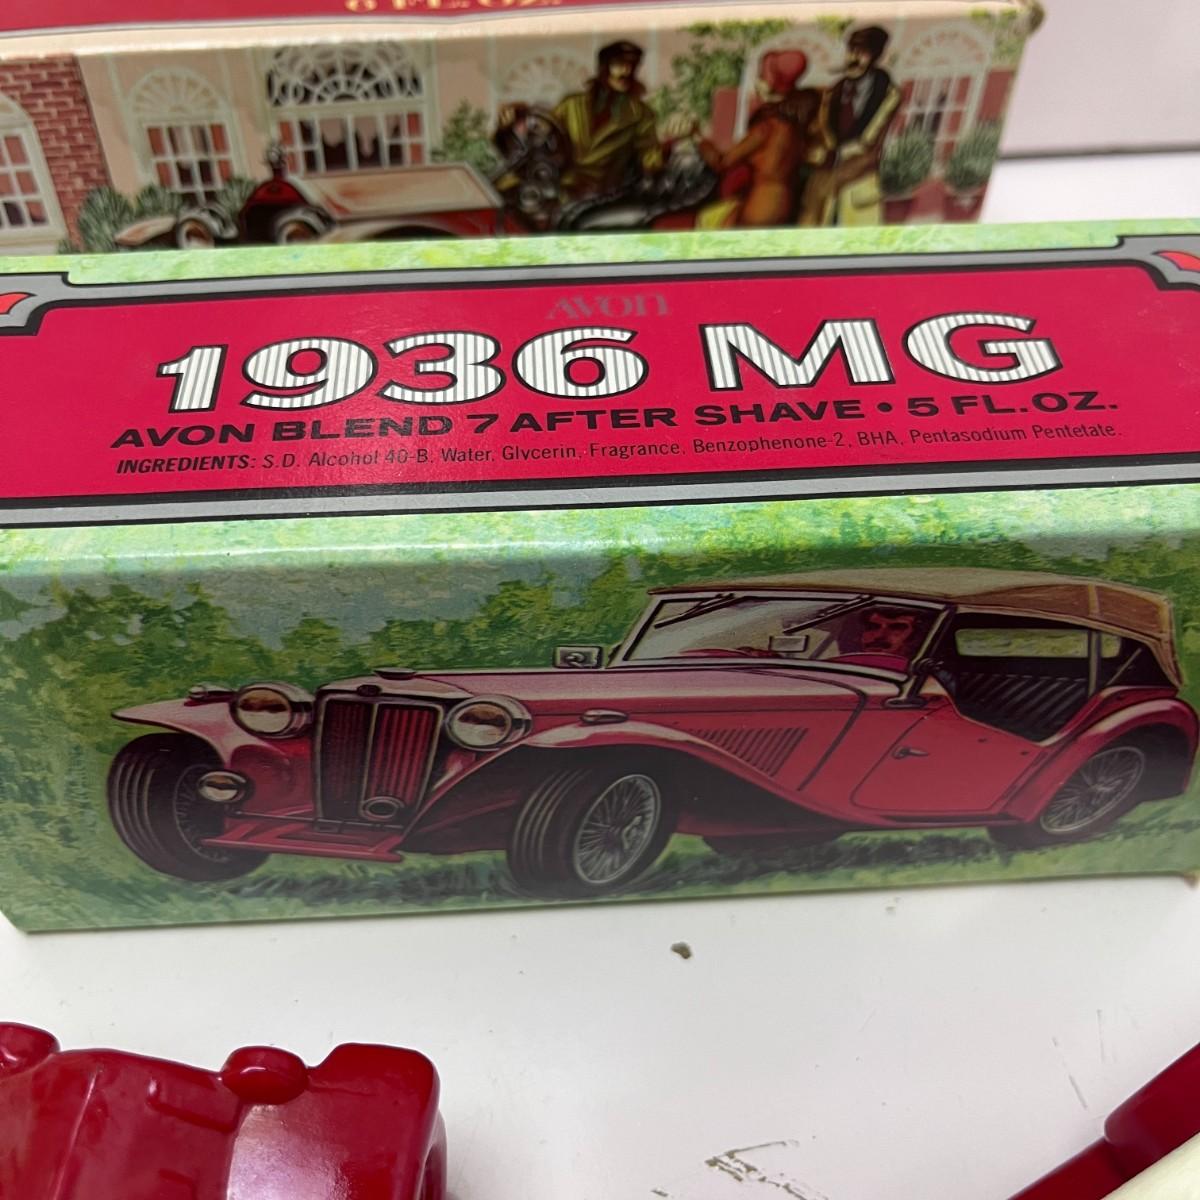 AVON
1936 MG
AVON BLEND 7 AFTER SHAVE • 5 FL.OZ.
INGREDIENTS: S.D. Alcohol 40-B, Water, Glycerin, Fragrance, Benzophenone-2, BHA, Pentasodium Pentetate.